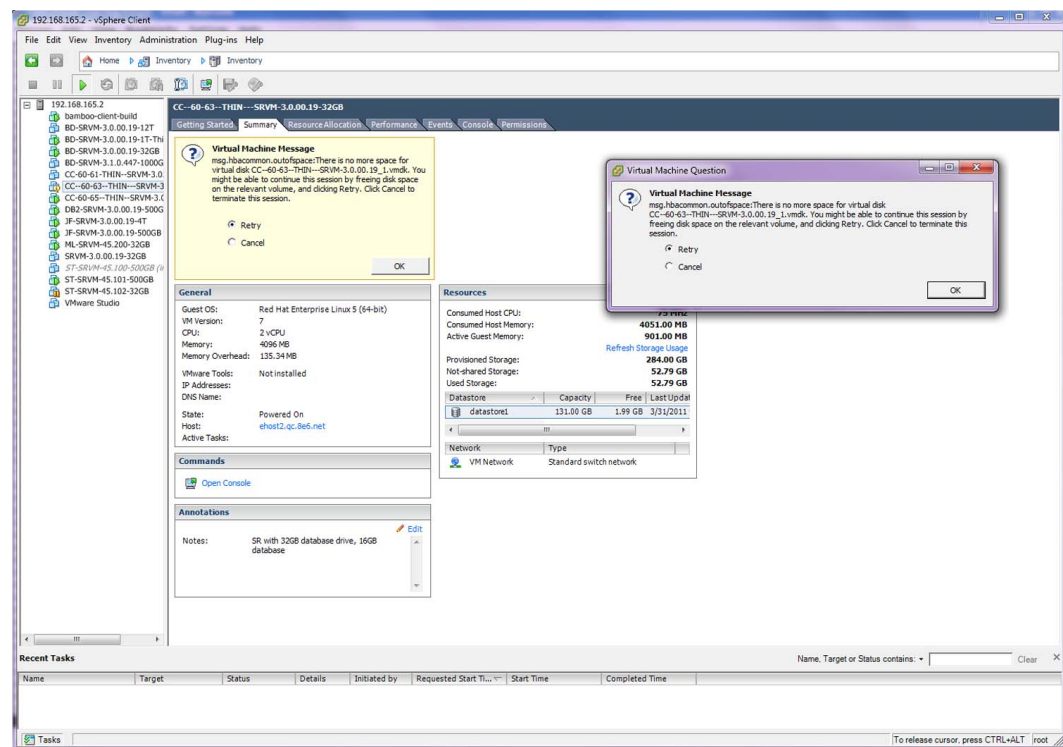 192.168.165.2 - vSphere Client
File Edit View Inventory Administration Plug-ins Help
Home Inventory Inventory
192.168.165.2
bamboo-client-build
BD-SRVM-3.0.00.19-12T
BD-SRVM-3.0.00.19-1T-Thi
BD-SRVM-3.0.00.19-32GB
BD-SRVM-3.1.0.447-1000G
CC-60-61-THIN--SRVM-3.0.
CC--60-63--THIN---SRVM-3
CC-60-65--THIN--SRVM-3.(
DB2-SRVM-3.0.00.19-500G
JF-SRVM-3.0.00.19-4T
JF-SRVM-3.0.00.19-500GB
ML-SRVM-45.200-32GB
SRVM-3.0.00.19-32GB
ST-SRVM-45.100-500GB (ii
ST-SRVM-45.101-500GB
ST-SRVM-45.102-32GB
VMware Studio
CC--60-63--THIN---SRVM-3.0.00.19-32GB
Getting Started Summary Resource Allocation Performance Events Console Permissions
Virtual Machine Message
msg.hbacommon.outofspace:There is no more space for
virtual disk CC--60-63--THIN---SRVM-3.0.00.19_1.vmdk. You
might be able to continue this session by freeing disk space
on the relevant volume, and clicking Retry. Click Cancel to
terminate this session.
Retry
Cancel
OK
Virtual Machine Question
Virtual Machine Message
msg.hbacommon.outofspace:There is no more space for virtual disk
CC--60-63--THIN---SRVM-3.0.00.19_1.vmdk. You might be able to continue this session by
freeing disk space on the relevant volume, and clicking Retry. Click Cancel to terminate this
session.
Retry
Cancel
OK
General
Guest OS: Red Hat Enterprise Linux 5 (64-bit)
VM Version: 7
CPU: 2 vCPU
Memory: 4096 MB
Memory Overhead: 135.34 MB
VMware Tools: Not installed
IP Addresses:
DNS Name:
State: Powered On
Host: ehost2.qc.8e6.net
Active Tasks:
Commands
Open Console
Annotations
Edit
Notes: SR with 32GB database drive, 16GB
database
Resources
Consumed Host CPU: 75 MHz
Consumed Host Memory: 4051.00 MB
Active Guest Memory: 901.00 MB
Refresh Storage Usage
Provisioned Storage: 284.00 GB
Not-shared Storage: 52.79 GB
Used Storage: 52.79 GB
Datastore Capacity Free Last Updat
datastore1 131.00 GB 1.99 GB 3/31/2011
Network Type
VM Network Standard switch network
Recent Tasks
Name, Target or Status contains: Clear
Name Target Status Details Initiated by Requested Start Ti... Start Time Completed Time
Tasks
To release cursor, press CTRL+ALT root